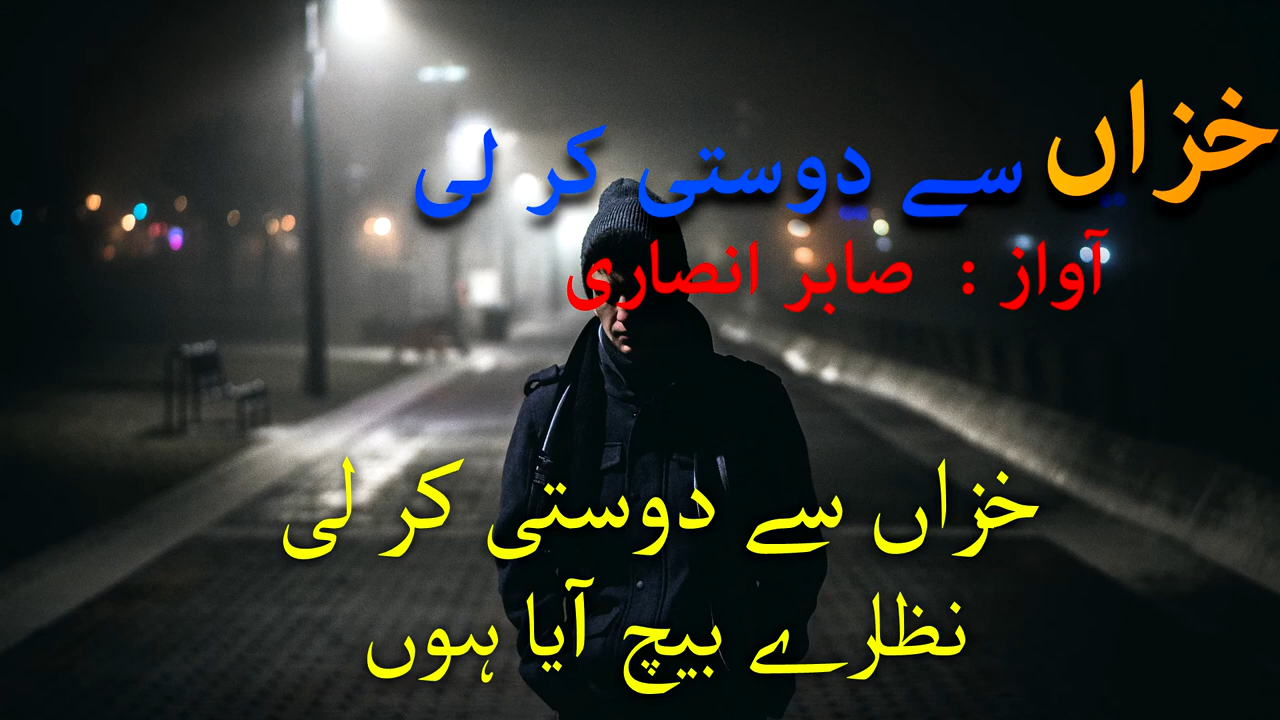 خزاں سے دوستی کر لی
آواز : صابر انصاری
خزاں سے دوستی کر لی
نظارے بیچ آیا ہوں